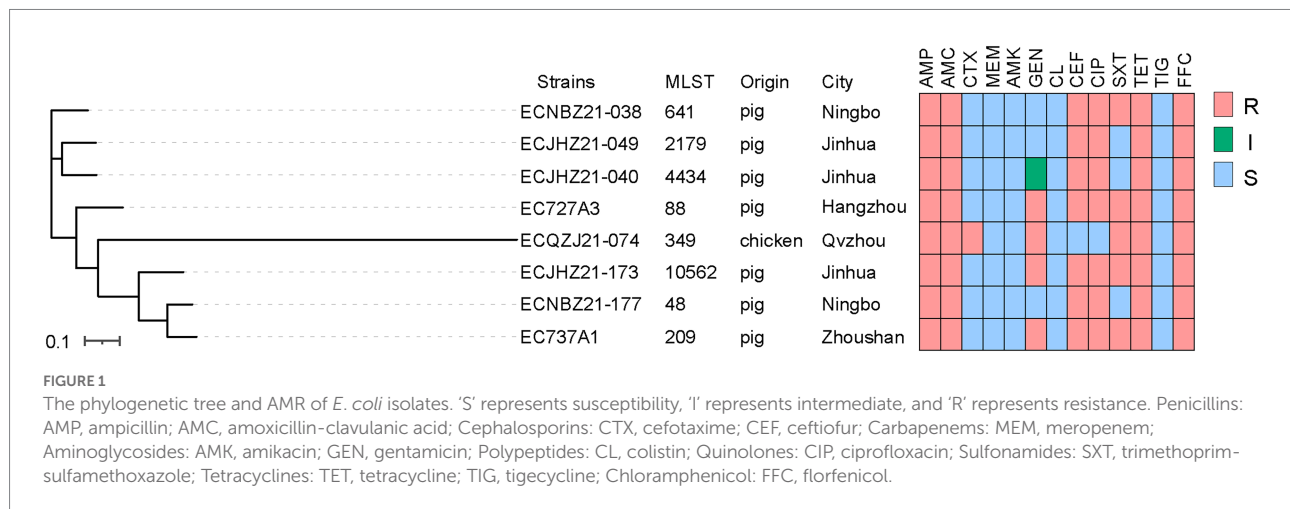 AMP AMC CTX MEM AMK GEN CL CEF CIP SXT TET TIG FFC
Strains MLST Origin City
ECNBZ21-038 641 pig Ningbo
ECJHZ21-049 2179 pig Jinhua
ECJHZ21-040 4434 pig Jinhua
EC727A3 88 pig Hangzhou
ECQZJ21-074 349 chicken Qvzhou
ECJHZ21-173 10562 pig Jinhua
ECNBZ21-177 48 pig Ningbo
EC737A1 209 pig Zhoushan
R
I
S
0.1
FIGURE 1
The phylogenetic tree and AMR of E. coli isolates. ‘S’ represents susceptibility, ‘I’ represents intermediate, and ‘R’ represents resistance. Penicillins:
AMP, ampicillin; AMC, amoxicillin-clavulanic acid; Cephalosporins: CTX, cefotaxime; CEF, ceftiofur; Carbapenems: MEM, meropenem;
Aminoglycosides: AMK, amikacin; GEN, gentamicin; Polypeptides: CL, colistin; Quinolones: CIP, ciprofloxacin; Sulfonamides: SXT, trimethoprim-
sulfamethoxazole; Tetracyclines: TET, tetracycline; TIG, tigecycline; Chloramphenicol: FFC, florfenicol.